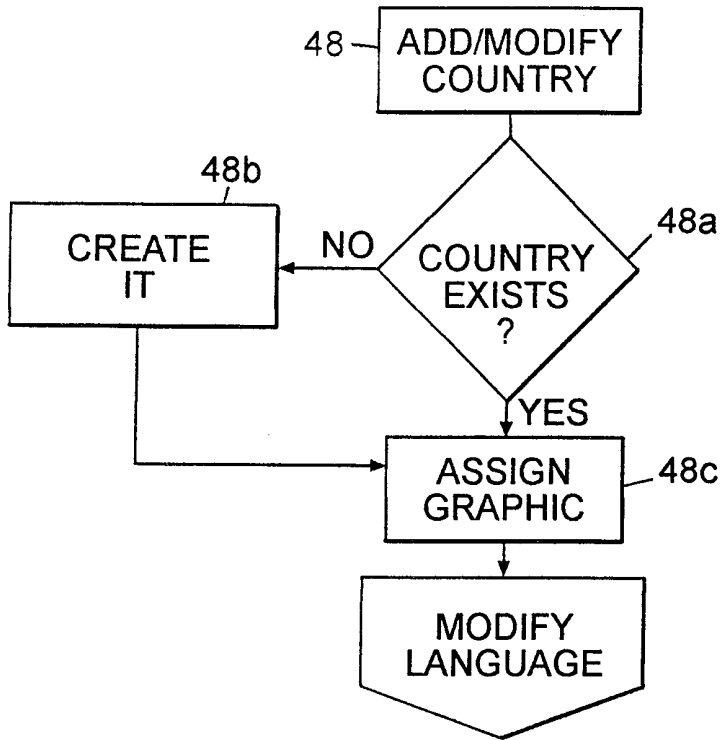 48
ADD/MODIFY
COUNTRY
48b
48a
CREATE
IT
NO
COUNTRY
EXISTS
?
YES
ASSIGN
GRAPHIC
48c
MODIFY
LANGUAGE